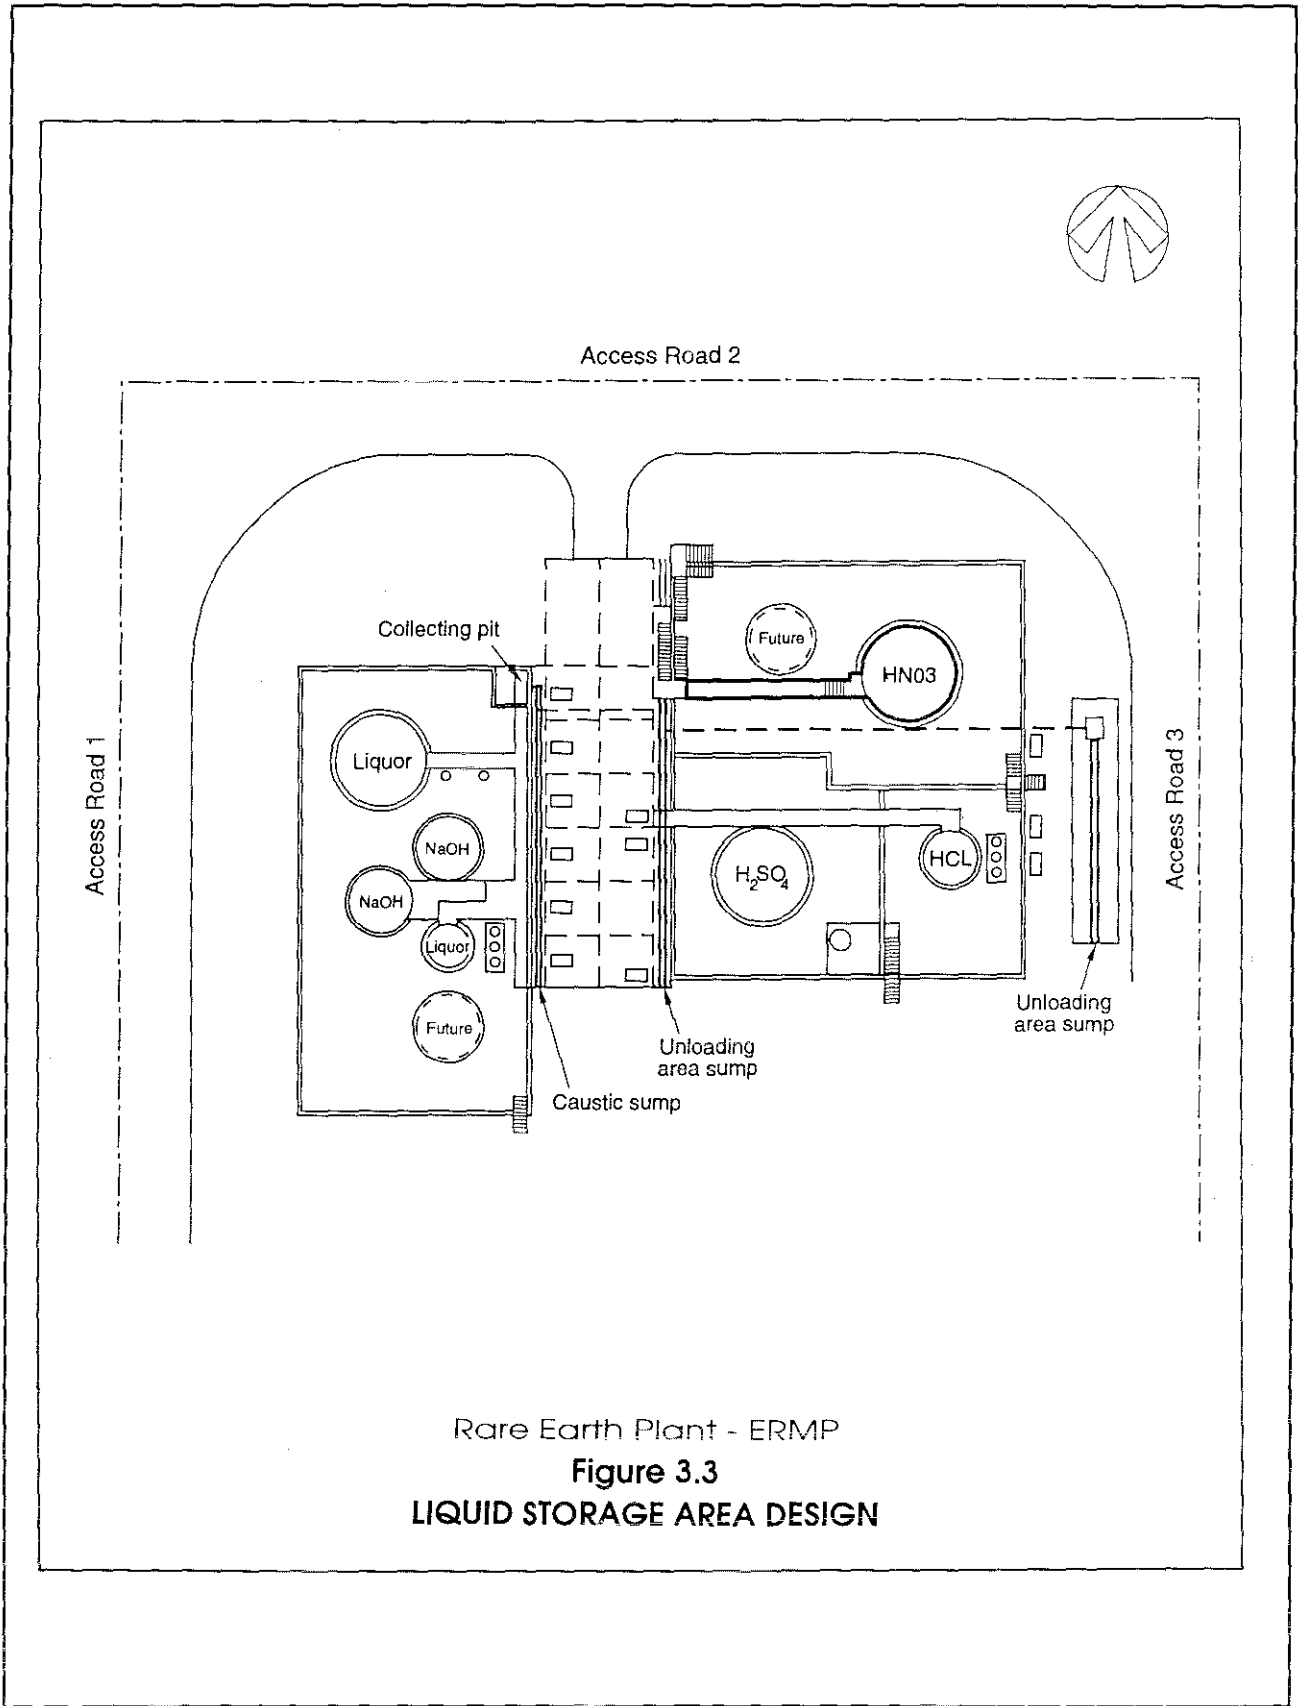 Access Road 2
Collecting pit
Future
HN03
Liquor
Access Road 1
Access Road 3
NaOH
HCL
H₂SO₄
NaOH
Liquor
Future
Unloading
area sump
Unloading
area sump
Caustic sump
Rare Earth Plant - ERMP
Figure 3.3
LIQUID STORAGE AREA DESIGN